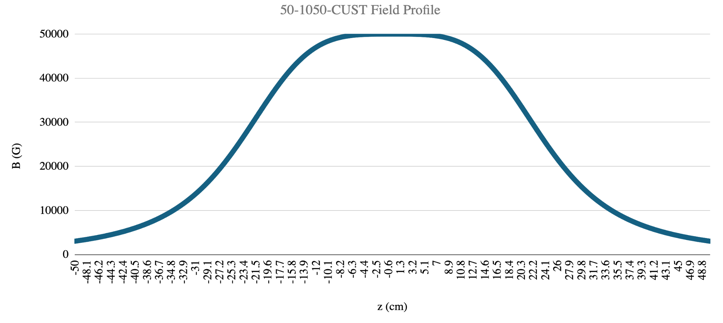 50-1050-CUST Field Profile
50000
40000
30000
20000
10000
0
B (G)
-50 -48.1 -46.2 -44.3 -42.4 -40.5 -38.6 -36.7 -34.8 -32.9 -31 -29.1 -27.2 -25.3 -23.4 -21.5 -19.6 -17.7 -15.8 -13.9 -12 -10.1 -8.2 -6.3 -4.4 -2.5 -0.6 1.3 3.2 5.1 7 8.9 10.8 12.7 14.6 16.5 18.4 20.3 22.2 24.1 26 27.9 29.8 31.7 33.6 35.5 37.4 39.3 41.2 43.1 45 46.9 48.8
z (cm)